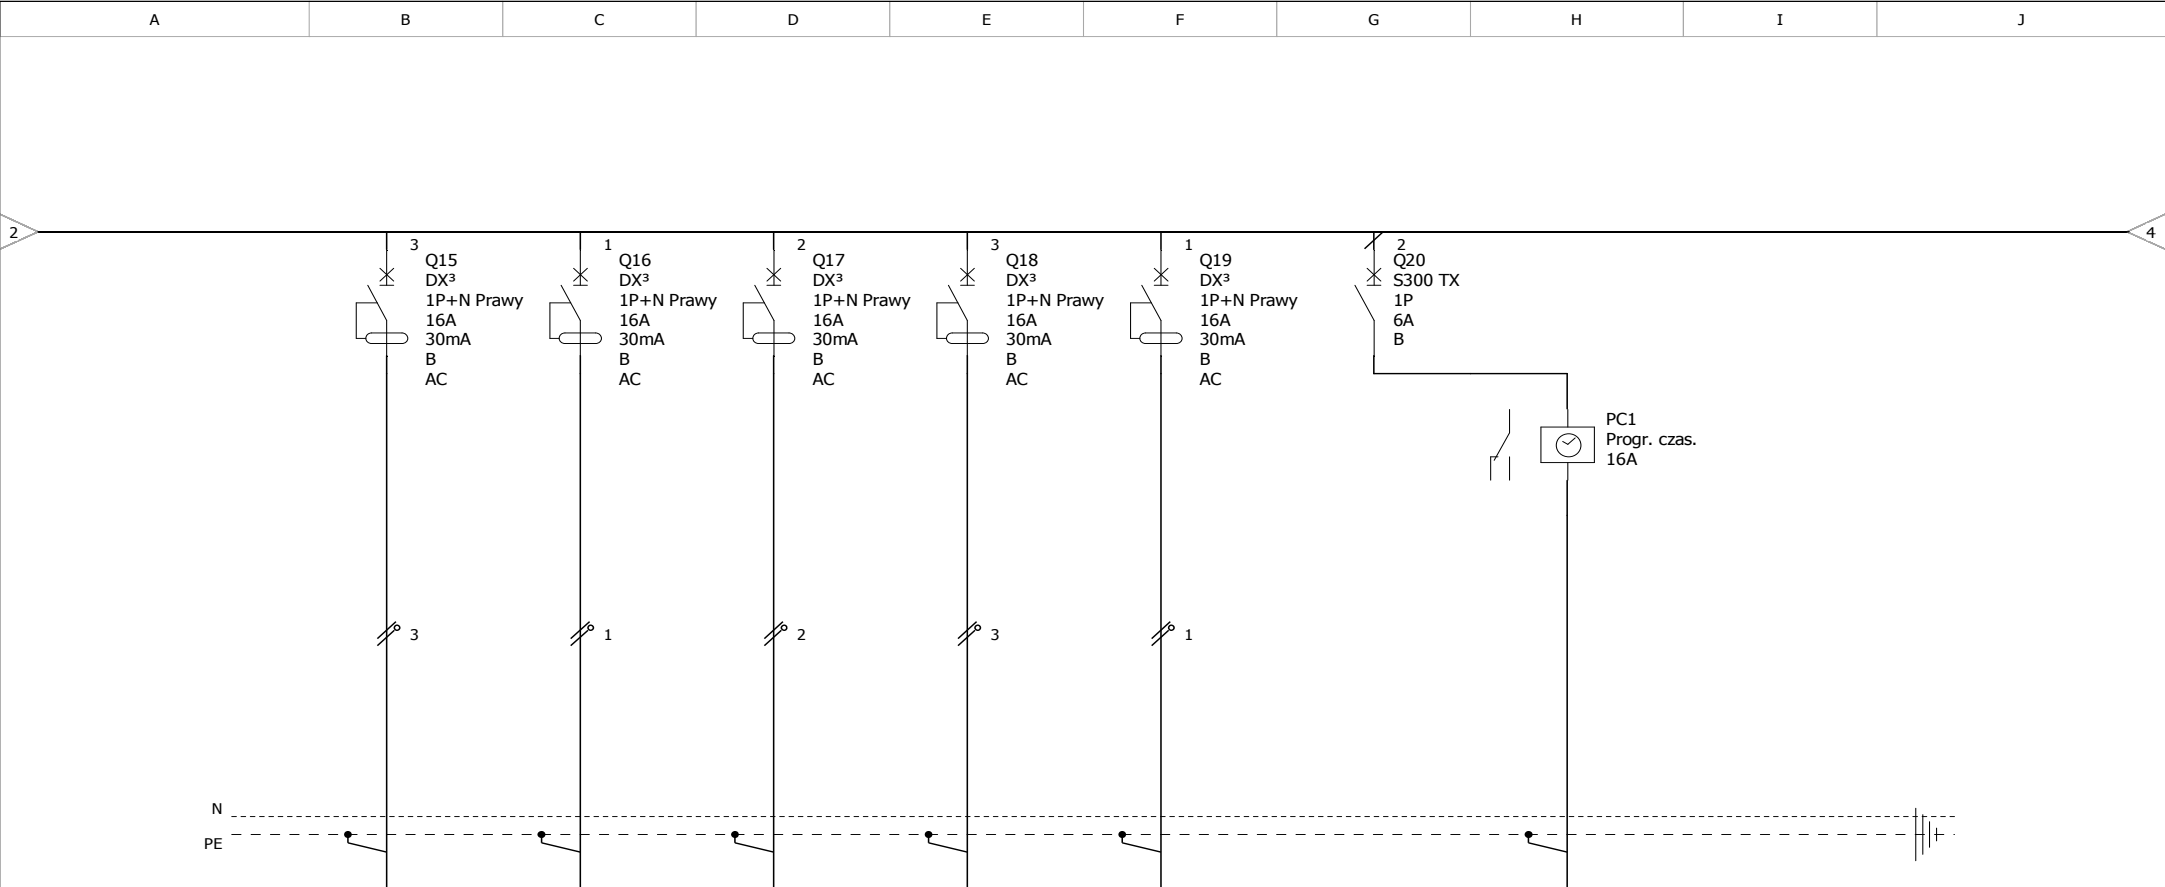 A B C D E F G H I J
2
4
3
Q15
DX³
1P+N Prawy
16A
30mA
B
AC
1
Q16
DX³
1P+N Prawy
16A
30mA
B
AC
2
Q17
DX³
1P+N Prawy
16A
30mA
B
AC
3
Q18
DX³
1P+N Prawy
16A
30mA
B
AC
1
Q19
DX³
1P+N Prawy
16A
30mA
B
AC
2
Q20
S300 TX
1P
6A
B
PC1
Progr. czas.
16A
3 1 2 3 1
N
PE